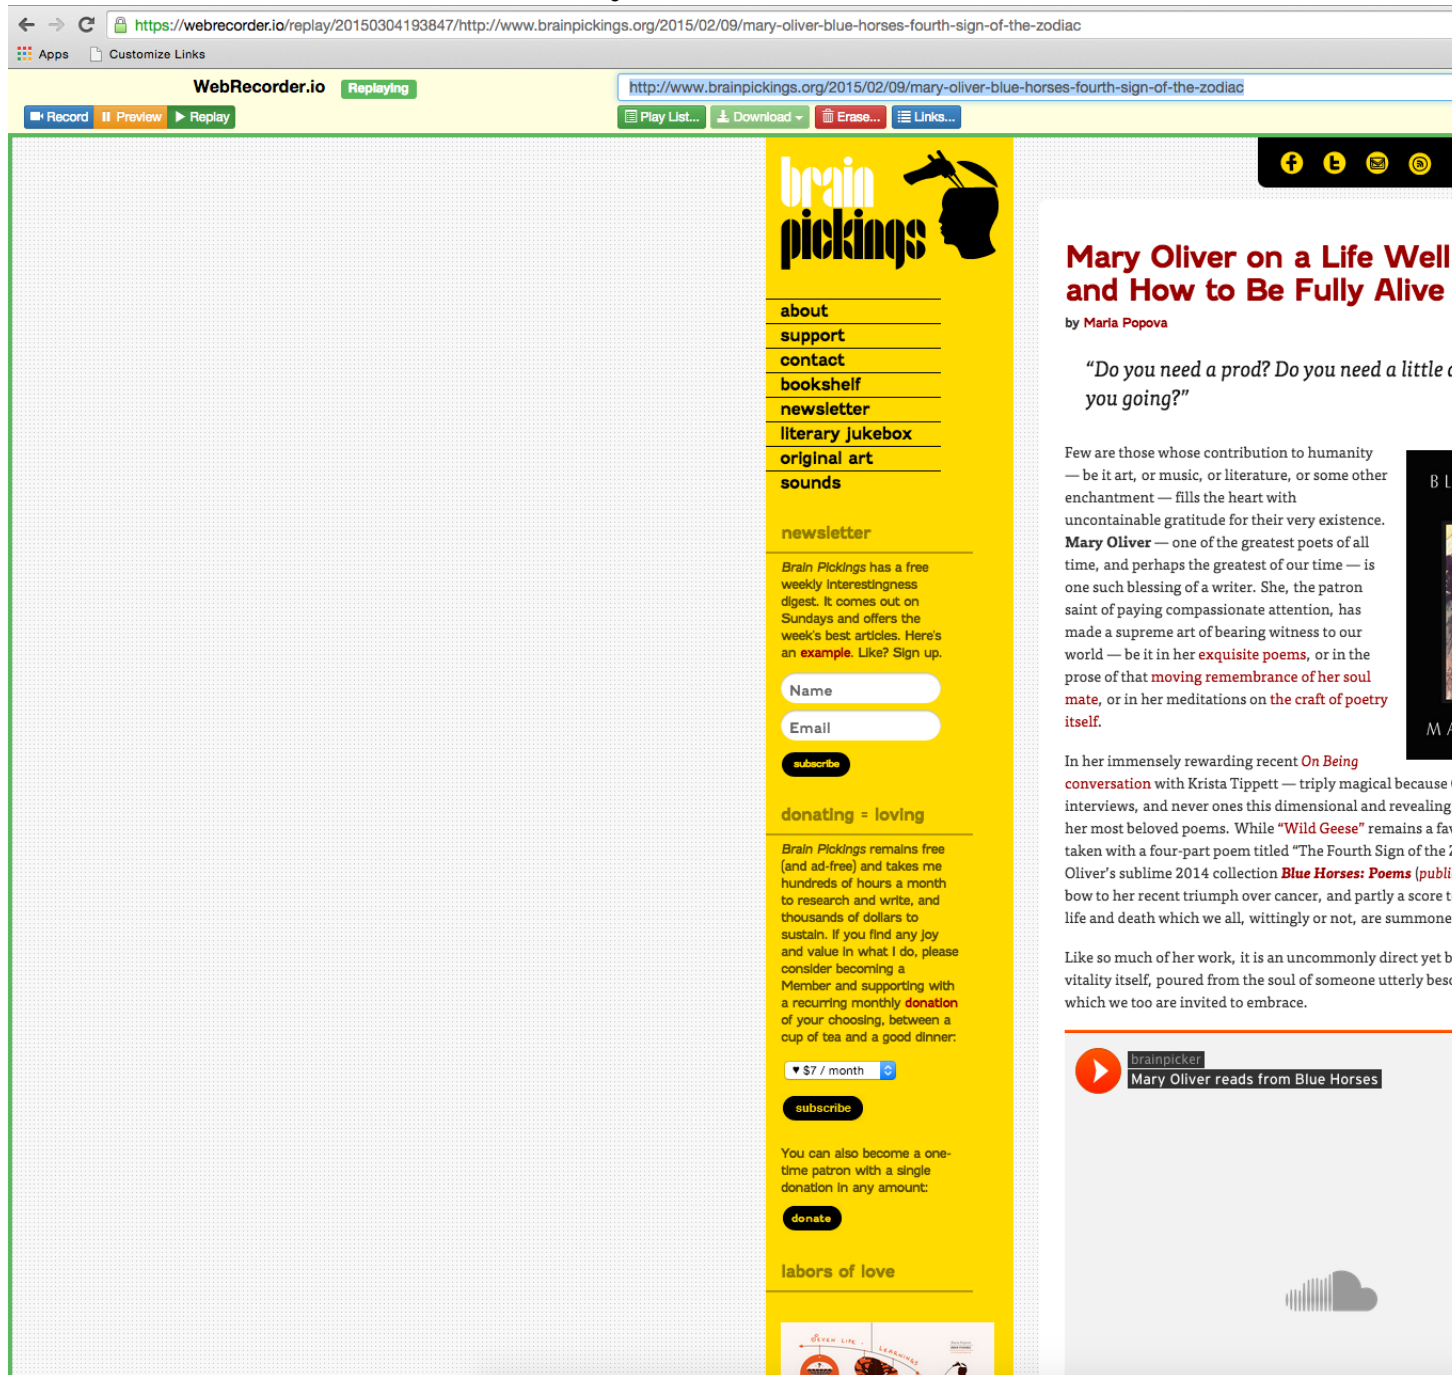 https://webrecorder.io/replay/20150304193847/http://www.brainpickings.org/2015/02/09/mary-oliver-blue-horses-fourth-sign-of-the-zodiac
Apps Customize Links
WebRecorder.io Replaying
http://www.brainpickings.org/2015/02/09/mary-oliver-blue-horses-fourth-sign-of-the-zodiac
Record Preview Replay
Play List... Download Erase... Links...
brain
pickings
about
support
contact
bookshelf
newsletter
literary jukebox
original art
sounds
newsletter
Brain Pickings has a free
weekly interestingness
digest. It comes out on
Sundays and offers the
week's best articles. Here's
an example. Like? Sign up.
Name
Email
subscribe
donating = loving
Brain Pickings remains free
(and ad-free) and takes me
hundreds of hours a month
to research and write, and
thousands of dollars to
sustain. If you find any joy
and value in what I do, please
consider becoming a
Member and supporting with
a recurring monthly donation
of your choosing, between a
cup of tea and a good dinner:
♥ $7 / month
subscribe
You can also become a one-
time patron with a single
donation in any amount:
donate
labors of love
SEVEN LIFE-
LEARNINGS
Mary Oliver on a Life Well
and How to Be Fully Alive
by Maria Popova
“Do you need a prod? Do you need a little
you going?”
Few are those whose contribution to humanity
— be it art, or music, or literature, or some other
enchantment — fills the heart with
uncontainable gratitude for their very existence.
Mary Oliver — one of the greatest poets of all
time, and perhaps the greatest of our time — is
one such blessing of a writer. She, the patron
saint of paying compassionate attention, has
made a supreme art of bearing witness to our
world — be it in her exquisite poems, or in the
prose of that moving remembrance of her soul
mate, or in her meditations on the craft of poetry
itself.
BL
MA
In her immensely rewarding recent On Being
conversation with Krista Tippett — triply magical because
interviews, and never ones this dimensional and revealing
her most beloved poems. While “Wild Geese” remains a fav
taken with a four-part poem titled “The Fourth Sign of the Z
Oliver’s sublime 2014 collection Blue Horses: Poems (publi
bow to her recent triumph over cancer, and partly a score t
life and death which we all, wittingly or not, are summone
Like so much of her work, it is an uncommonly direct yet b
vitality itself, poured from the soul of someone utterly beso
which we too are invited to embrace.
brainpicker
Mary Oliver reads from Blue Horses